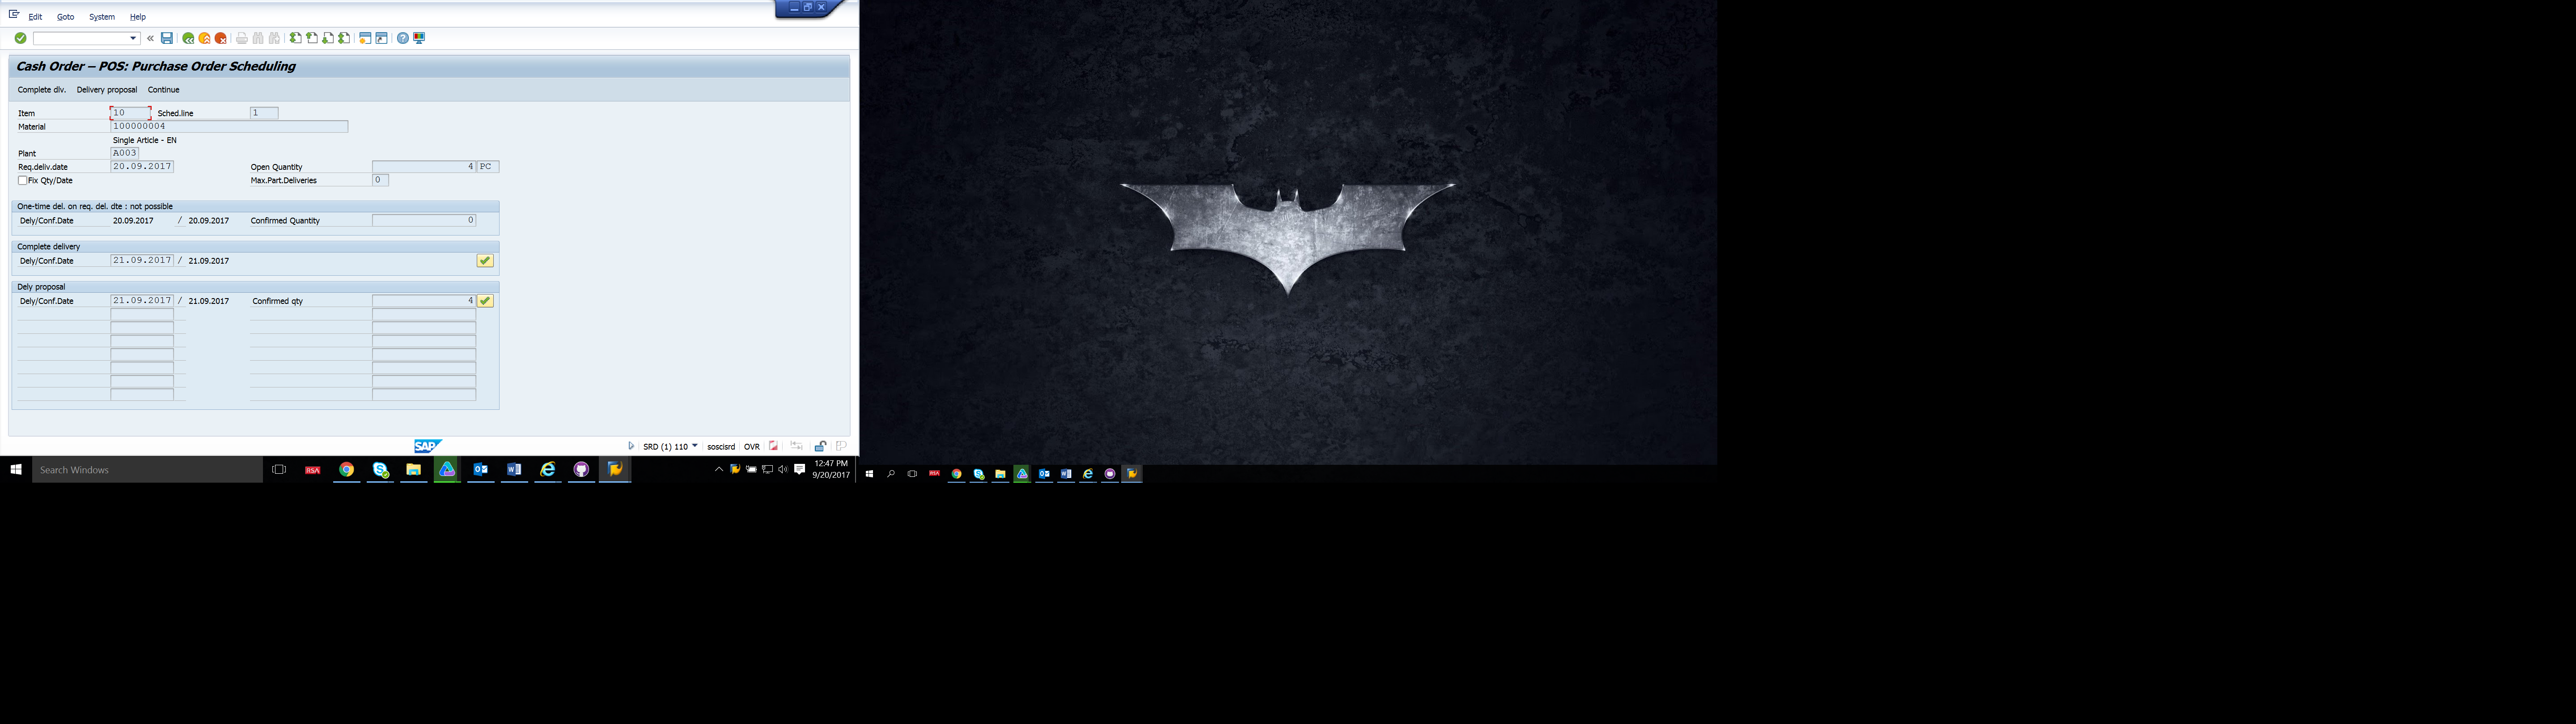 Edit Goto System Help
Cash Order – POS: Purchase Order Scheduling
Complete dlv. Delivery proposal Continue
Item 10 Sched.line 1
Material 100000004
Single Article - EN
Plant A003
Req.deliv.date 20.09.2017 Open Quantity 4 PC
Fix Qty/Date Max.Part.Deliveries 0
One-time del. on req. del. dte : not possible
Dely/Conf.Date 20.09.2017 / 20.09.2017 Confirmed Quantity 0
Complete delivery
Dely/Conf.Date 21.09.2017 / 21.09.2017
Dely proposal
Dely/Conf.Date 21.09.2017 / 21.09.2017 Confirmed qty 4
SAP SRD (1) 110 soscisrd OVR
Search Windows RSA 12:47 PM RSA
9/20/2017